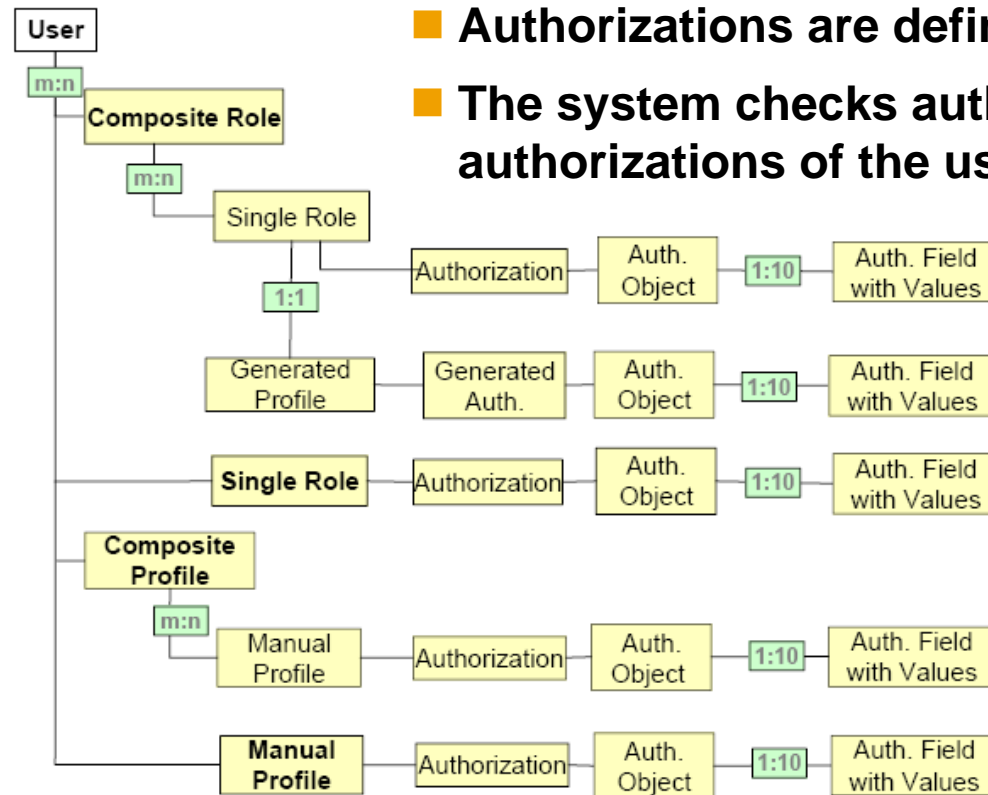 User
Authorizations are defi
m:n
Composite Role
The system checks
authorizations of the
m:n
Single Role
Authorization
Auth.
Object
1:10
Auth. Field
with Values
1:1
Generated
Profile
Generated
Auth.
Auth.
Object
1:10
Auth. Field
with Values
Single Role
Authorization
Auth.
Object
1:10
Auth. Field
with Values
Composite
Profile
m:n
Manual
Profile
Authorization
Auth.
Object
1:10
Auth. Field
with Values
Manual
Profile
Authorization
Auth.
Object
1:10
Auth. Field
with Values